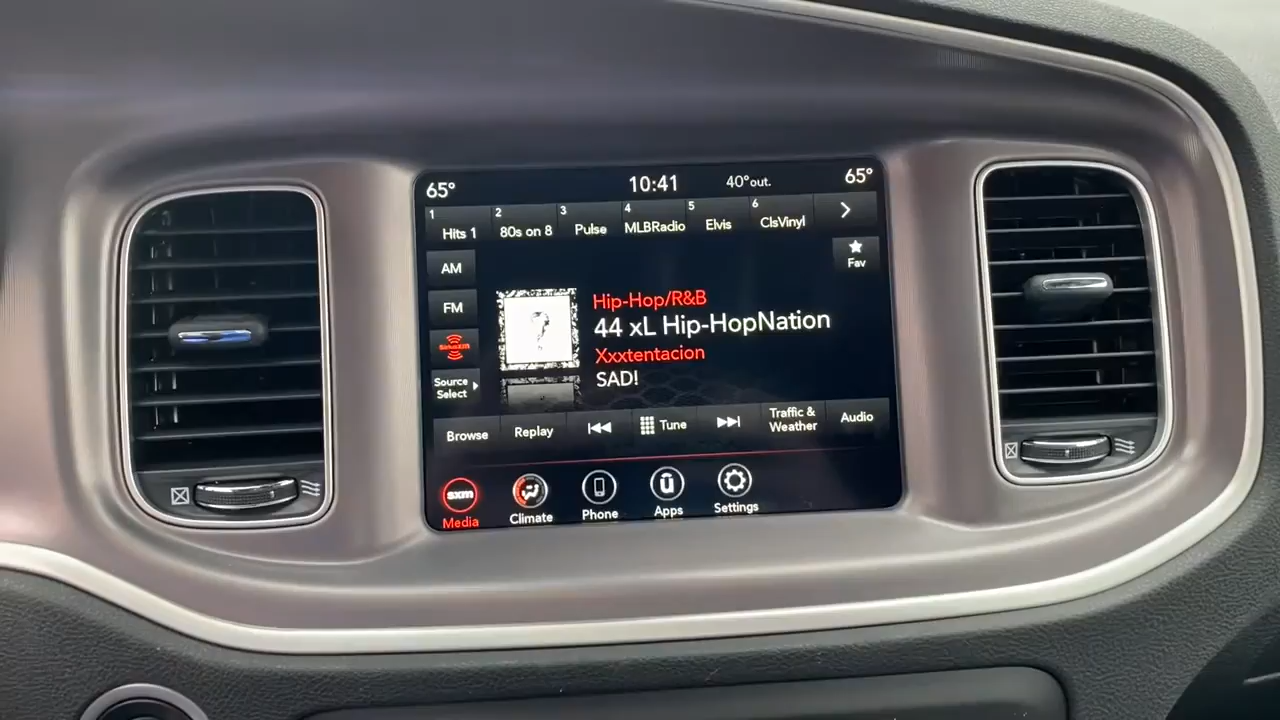 65° 10:41 40°out. 65°
1 Hits 1 2 80s on 8 3 Pulse 4 MLBRadio 5 Elvis 6 ClsVinyl
AM
Fav
FM
Hip-Hop/R&B
44 xL Hip-HopNation
SiriusXM
Xxxtentacion
Source
Select
SAD!
Browse Replay Tune Traffic &
Weather Audio
sxm
Media Climate Phone Apps Settings